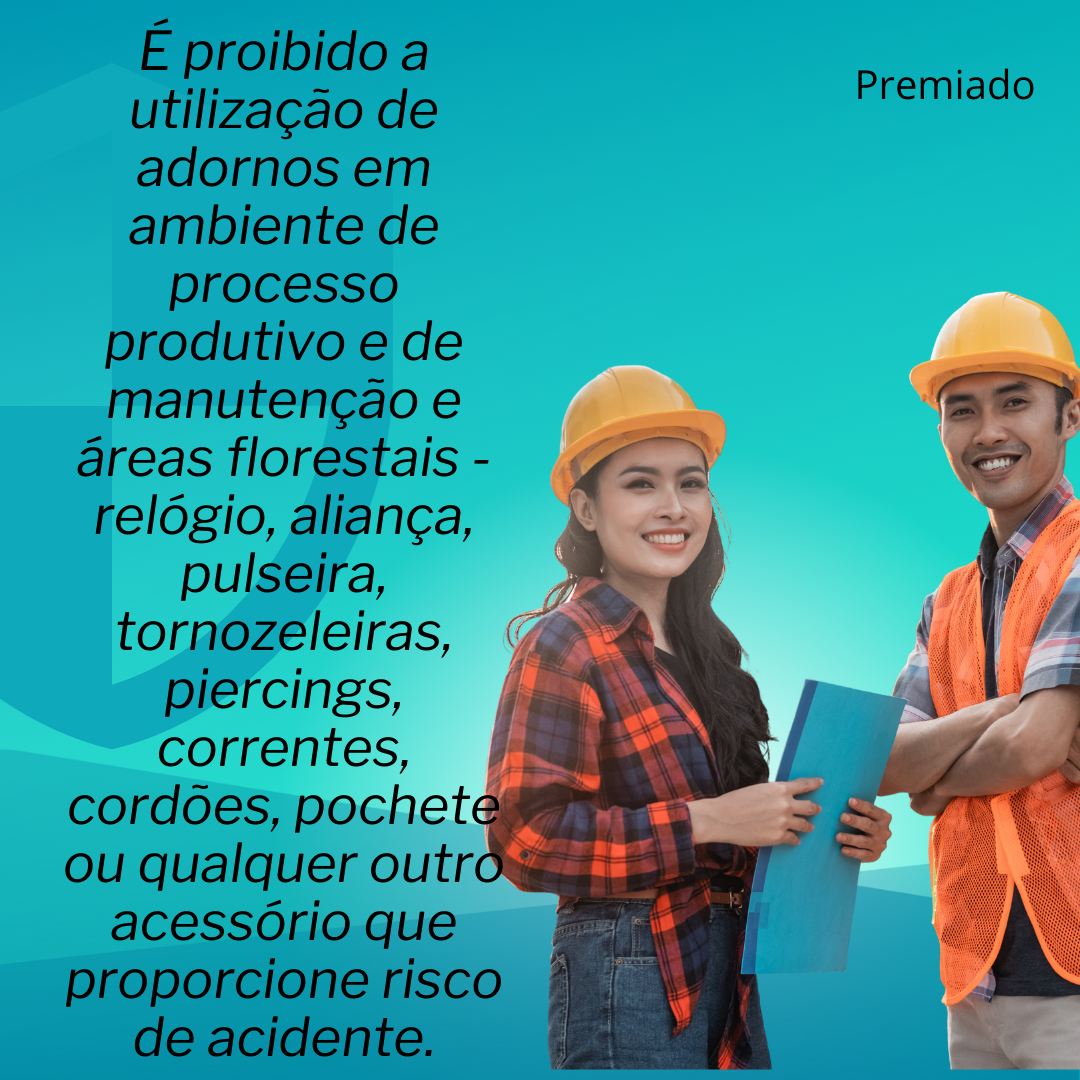 É proibido a
utilização de
adornos em
ambiente de
processo
produtivo e de
manutenção e
áreas florestais -
relógio, aliança,
pulseira,
tornozeleiras,
piercings,
correntes,
cordões, pochete
ou qualquer outro
acessório que
proporcione risco
de acidente.
Premiado